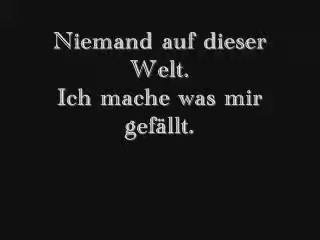 Niemand auf dieser
Welt.
Ich mache was mir
gefällt.